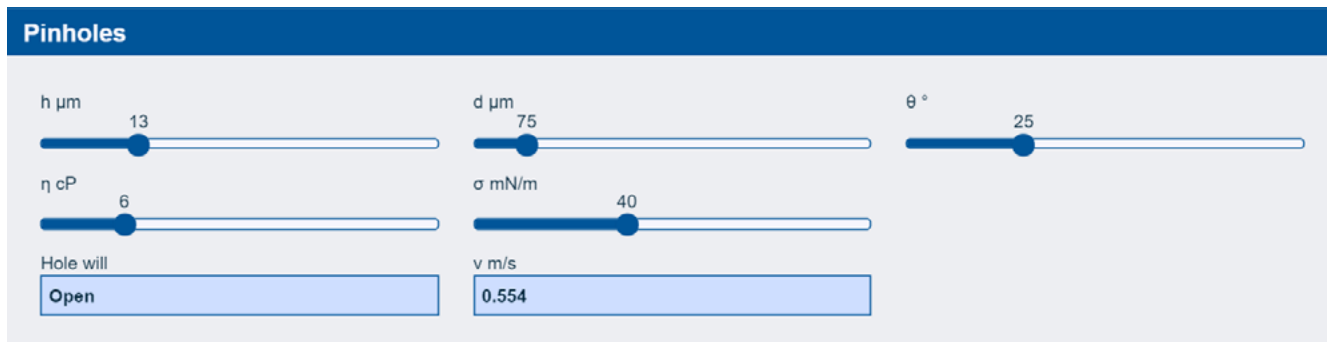 Pinholes
h μm
d μm
θ °
13
75
25
η cP
σ mN/m
6
40
Hole will
v m/s
Open
0.554